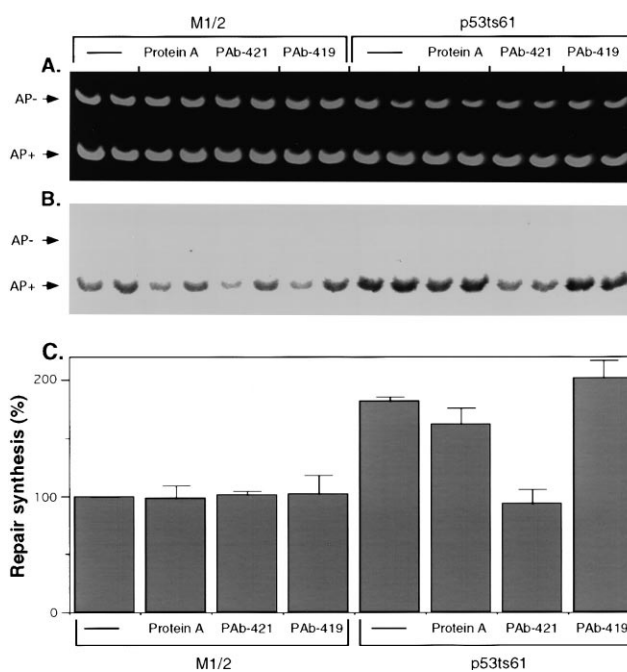 M1/2 p53ts61
— Protein A PAb-421 PAb-419 — Protein A PAb-421 PAb-419
A.
AP-
AP+
B.
AP-
AP+
C.
Repair synthesis (%)
200
100
0
— Protein A PAb-421 PAb-419 — Protein A PAb-421 PAb-419
M1/2 p53ts61